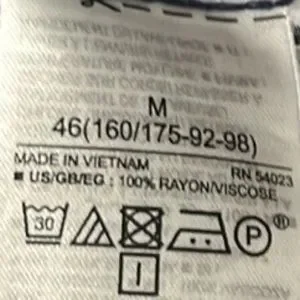 M
46(160/175-92-98)
MADE IN VIETNAM RN 54023
■ US/GB/EG : 100% RAYON/VISCOSE
30 P
I